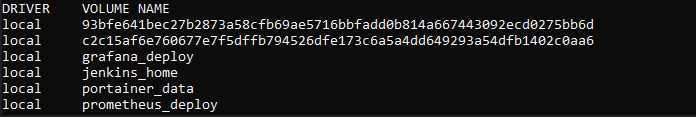 DRIVER    VOLUME NAME
local     93bfe641bec27b2873a58cfb69ae5716bbfadd0b814a667443092ecd0275bb6d
local     c2c15af6e760677e7f5dffb794526dfe173c6a5a4dd649293a54dfb1402c0aa6
local     grafana_deploy
local     jenkins_home
local     portainer_data
local     prometheus_deploy